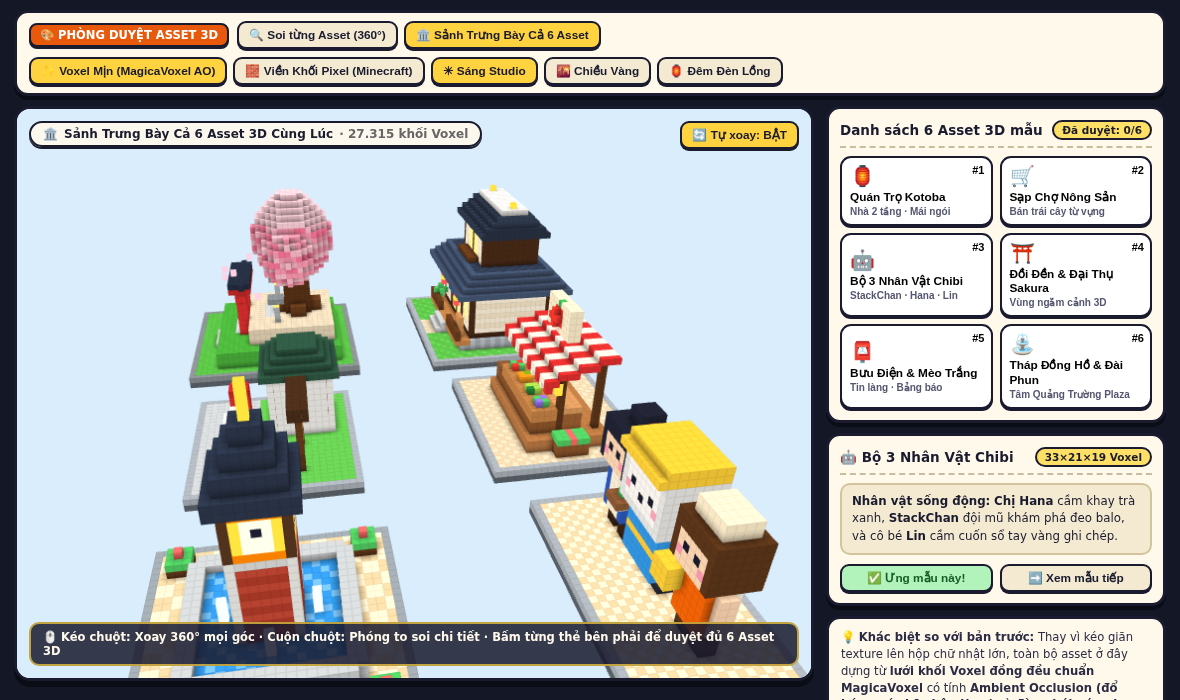 🎨 PHÒNG DUYỆT ASSET 3D
🔍 Soi từng Asset (360°)
🏛️ Sảnh Trưng Bày Cả 6 Asset
✨ Voxel Mịn (MagicaVoxel AO)
🧱 Viền Khối Pixel (Minecraft)
☀ Sáng Studio
🌇 Chiều Vàng
🏮 Đêm Đèn Lồng
🏛️ Sảnh Trưng Bày Cả 6 Asset 3D Cùng Lúc · 27.315 khối Voxel
🔄 Tự xoay: BẬT
🖱️ Kéo chuột: Xoay 360° mọi góc · Cuộn chuột: Phóng to soi chi tiết · Bấm từng thẻ bên phải để duyệt đủ 6 Asset
3D
Danh sách 6 Asset 3D mẫu
Đã duyệt: 0/6
#1
Quán Trọ Kotoba
Nhà 2 tầng · Mái ngói
#2
Sạp Chợ Nông Sản
Bán trái cây từ vựng
#3
Bộ 3 Nhân Vật Chibi
StackChan · Hana · Lin
#4
Đồi Đền & Đại Thụ
Sakura
Vùng ngắm cảnh 3D
#5
Bưu Điện & Mèo Trắng
Tin làng · Bảng báo
#6
Tháp Đồng Hồ & Đài
Phun
Tâm Quảng Trường Plaza
🤖 Bộ 3 Nhân Vật Chibi
33×21×19 Voxel
Nhân vật sống động: Chị Hana cầm khay trà
xanh, StackChan đội mũ khám phá đeo balo,
và cô bé Lin cầm cuốn sổ tay vàng ghi chép.
✅ Ưng mẫu này!
➡️ Xem mẫu tiếp
💡 Khác biệt so với bản trước: Thay vì kéo giãn
texture lên hộp chữ nhật lớn, toàn bộ asset ở đây
dựng từ lưới khối Voxel đồng đều chuẩn
MagicaVoxel có tính Ambient Occlusion (đổ